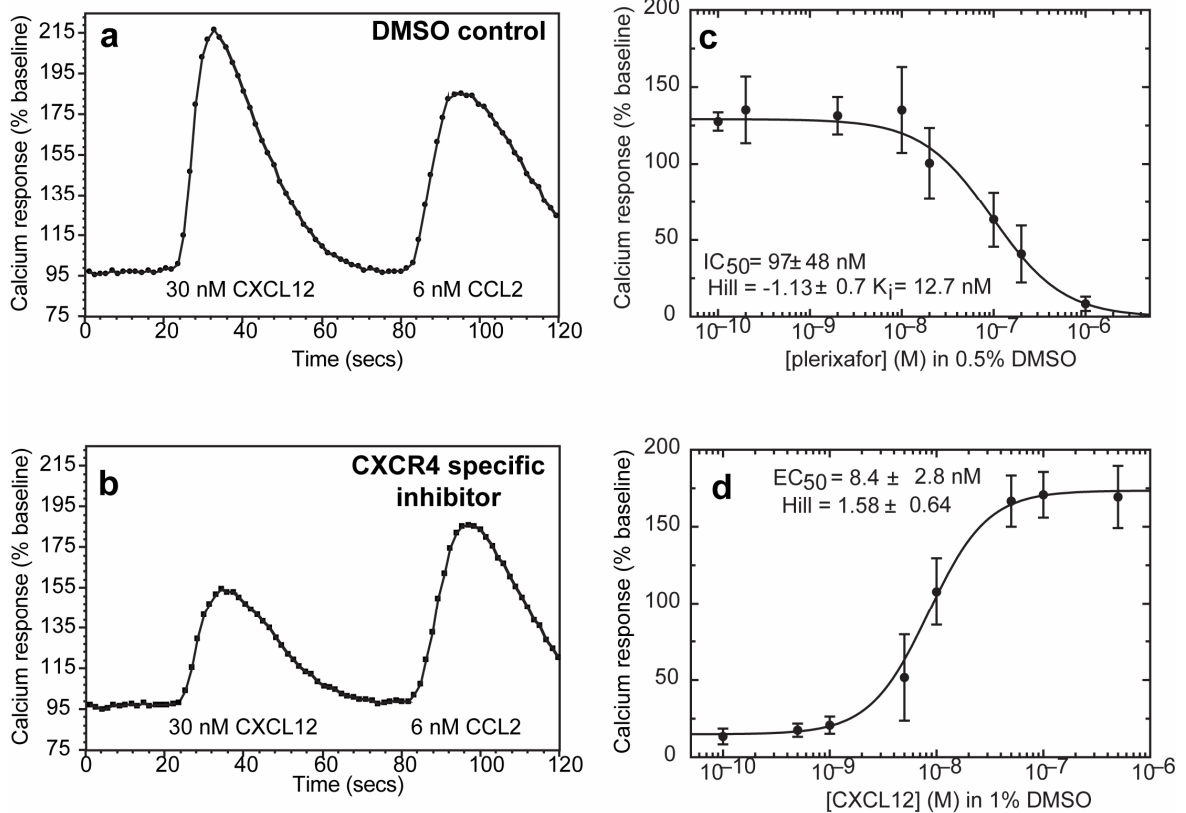 a
DMSO control
Calcium response (% baseline)
215
195
175
155
135
115
95
75
30 nM CXCL12
6 nM CCL2
0
20
40
60
80
100
120
Time (secs)
c
Calcium response (% baseline)
200
150
100
50
0
IC50= 97± 48 nM
Hill = -1.13± 0.7 Ki= 12.7 nM
10–10
10–9
10–8
10–7
10–6
[plerixafor] (M) in 0.5% DMSO
b
CXCR4 specific
inhibitor
Calcium response (% baseline)
215
195
175
155
135
115
95
75
30 nM CXCL12
6 nM CCL2
0
20
40
60
80
100
120
Time (secs)
d
EC50= 8.4 ± 2.8 nM
Hill = 1.58 ± 0.64
Calcium response (% baseline)
200
150
100
50
0
10–10
10–9
10–8
10–7
10–6
[CXCL12] (M) in 1% DMSO